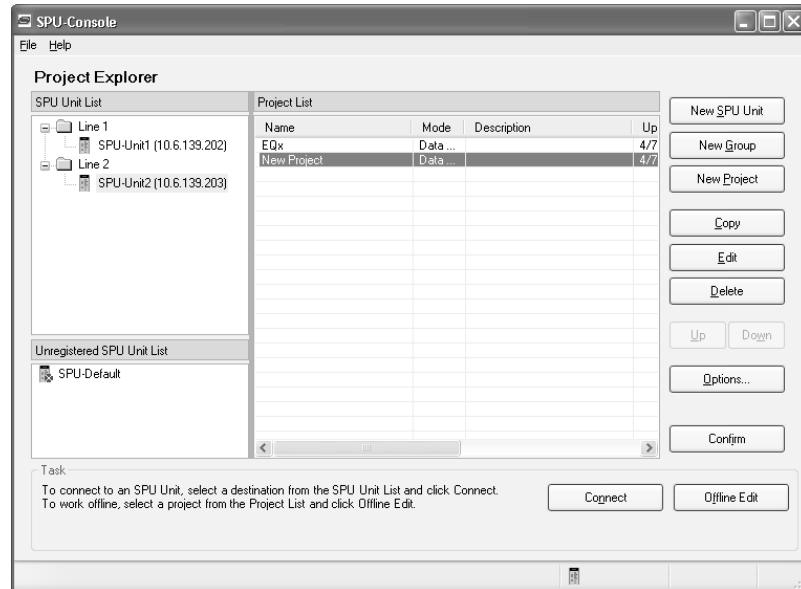 SPU-Console
File Help
Project Explorer
SPU Unit List
Line 1
SPU-Unit1 (10.6.139.202)
Line 2
SPU-Unit2 (10.6.139.203)
Unregistered SPU Unit List
SPU-Default
Project List
Name Mode Description Up
EQx Data ... 4/7
New Project Data ... 4/7
New SPU Unit
New Group
New Project
Copy
Edit
Delete
Up Down
Options...
Confirm
Task
To connect to an SPU Unit, select a destination from the SPU Unit List and click Connect.
To work offline, select a project from the Project List and click Offline Edit.
Connect
Offline Edit